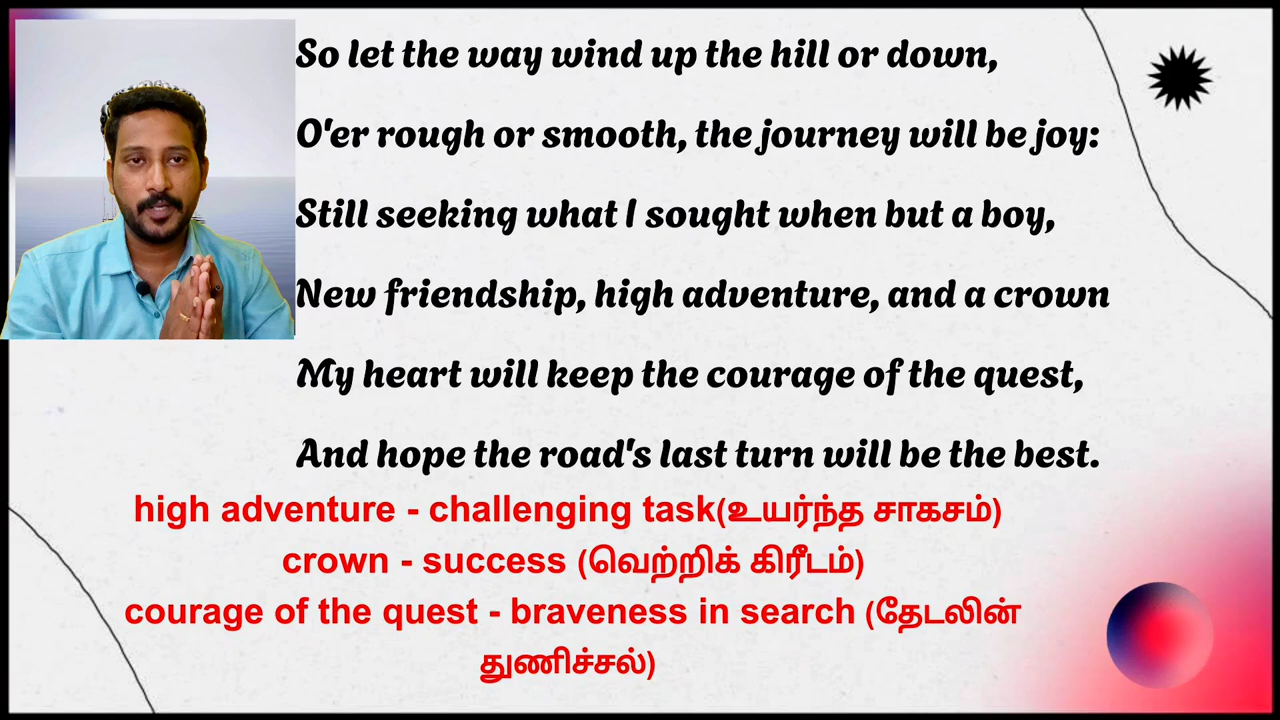 So let the way wind up the hill or down,
O'er rough or smooth, the journey will be joy:
Still seeking what I sought when but a boy,
New friendship, high adventure, and a crown
My heart will keep the courage of the quest,
And hope the road's last turn will be the best.
high adventure - challenging task(உயர்ந்த சாகசம்)
crown - success (வெற்றிக் கிரீடம்)
courage of the quest - braveness in search (தேடலின்
துணிச்சல்)